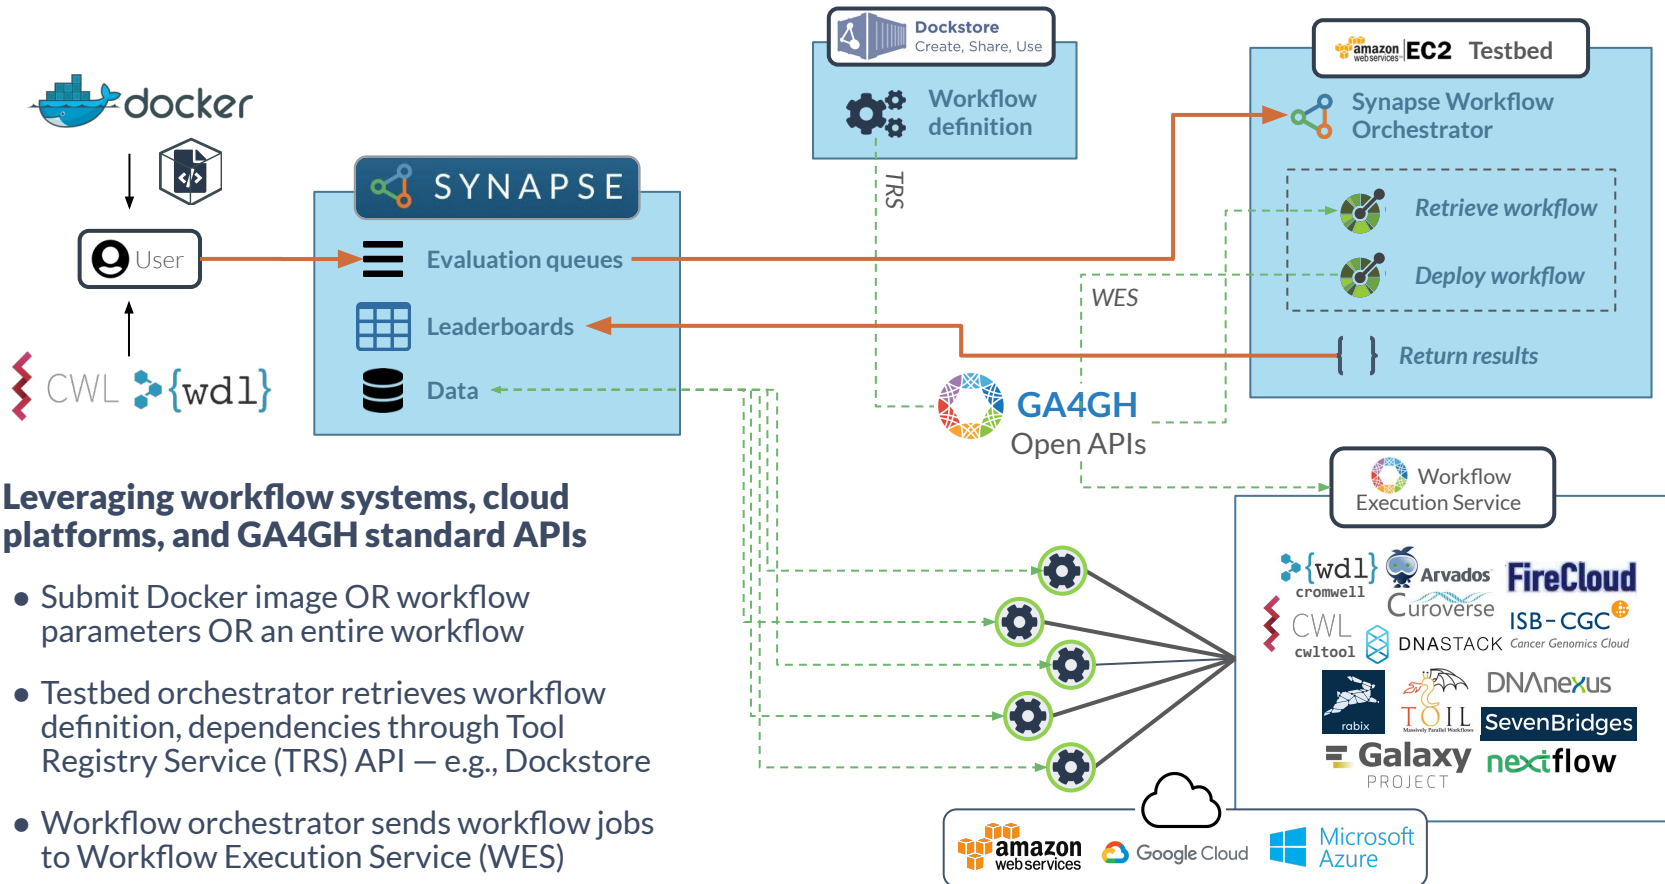 docker
User
CWL {wdl}
SYNAPSE
Evaluation queues
Leaderboards
Data
Dockstore
Create, Share, Use
Workflow
definition
TRS
WES
GA4GH
Open APIs
amazon
webservices™ EC2 Testbed
Synapse Workflow
Orchestrator
Retrieve workflow
Deploy workflow
{ } Return results
Workflow
Execution Service
{wdl}
cromwell
Arvados
Curoverse
FireCloud
CWL
cwltool
DNASTACK
ISB-CGC
Cancer Genomics Cloud
rabix
TOIL
Massively Parallel Workflows
DNAnexus
SevenBridges
Galaxy
PROJECT
nextflow
amazon
webservices
Google Cloud
Microsoft
Azure
Leveraging workflow systems, cloud
platforms, and GA4GH standard APIs
● Submit Docker image OR workflow
parameters OR an entire workflow
● Testbed orchestrator retrieves workflow
definition, dependencies through Tool
Registry Service (TRS) API — e.g., Dockstore
● Workflow orchestrator sends workflow jobs
to Workflow Execution Service (WES)